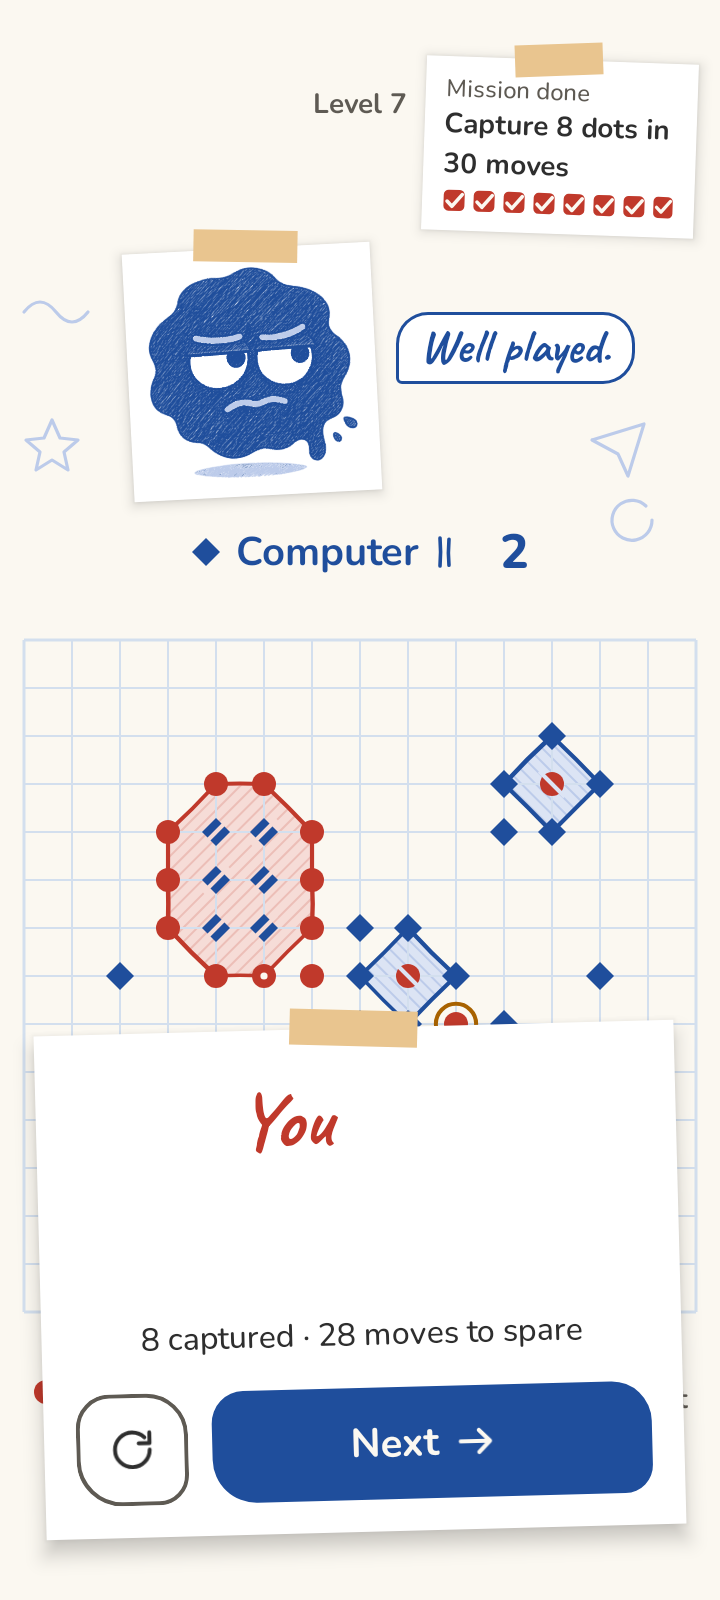 Level 7
Mission done
Capture 8 dots in
30 moves
Well played.
Computer 2
You
8 captured · 28 moves to spare
Next →